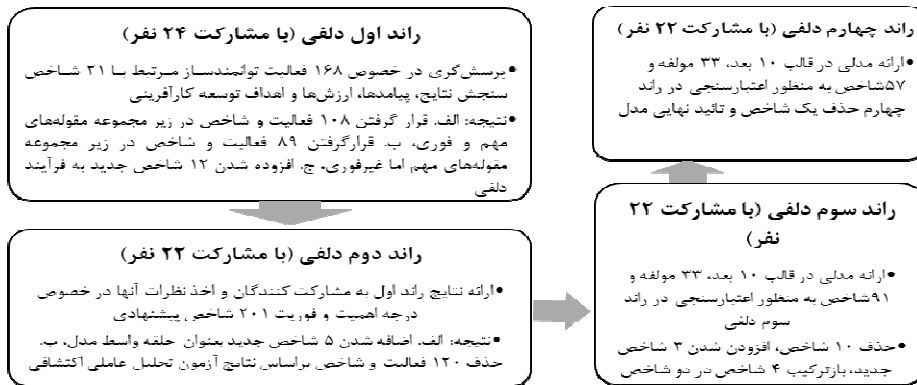 راند اول دلفی (با مشارکت ۲۴ نفر)
•پرسش‌گری در خصوص ۱۶۸ فعالیت توانمندساز مرتبط با ۲۱ شاخص
سنجش نتایج، پیامدها، ارزش‌ها و اهداف توسعه کارآفرینی
•نتیجه: الف. قرار گرفتن ۱۰۸ فعالیت و شاخص در زیر مجموعه مقوله‌های
مهم و فوری، ب. قرارگرفتن ۸۹ فعالیت و شاخص در زیر مجموعه
مقوله‌های مهم اما غیرفوری، ج. افزوده شدن ۱۲ شاخص جدید به فرآیند
دلفی
راند دوم دلفی (با مشارکت ۲۲ نفر)
•ارائه نتایج راند اول به مشارکت کنندگان و اخذ نظرات آنها در خصوص
درجه اهمیت و فوریت ۲۰۱ شاخص پیشنهادی
•نتیجه: الف. اضافه شدن ۵ شاخص جدید بعنوان حلقه واسط مدل، ب.
حذف ۱۲۰ فعالیت و شاخص براساس نتایج آزمون تحلیل عاملی اکتشافی
راند سوم دلفی (با مشارکت ۲۲
نفر)
•ارائه مدلی در قالب ۱۰ بعد، ۳۳ مولفه و
۹۱شاخص به منظور اعتبارسنجی در راند
سوم دلفی
•حذف ۱۰ شاخص، افزودن شدن ۳ شاخص
جدید، بازترکیب ۴ شاخص در دو شاخص
راند چهارم دلفی (با مشارکت ۲۲ نفر)
•ارائه مدلی در قالب ۱۰ بعد، ۳۳ مولفه و
۵۷شاخص به منظور اعتبارسنجی در راند
چهارم حذف یک شاخص و تائید نهایی مدل